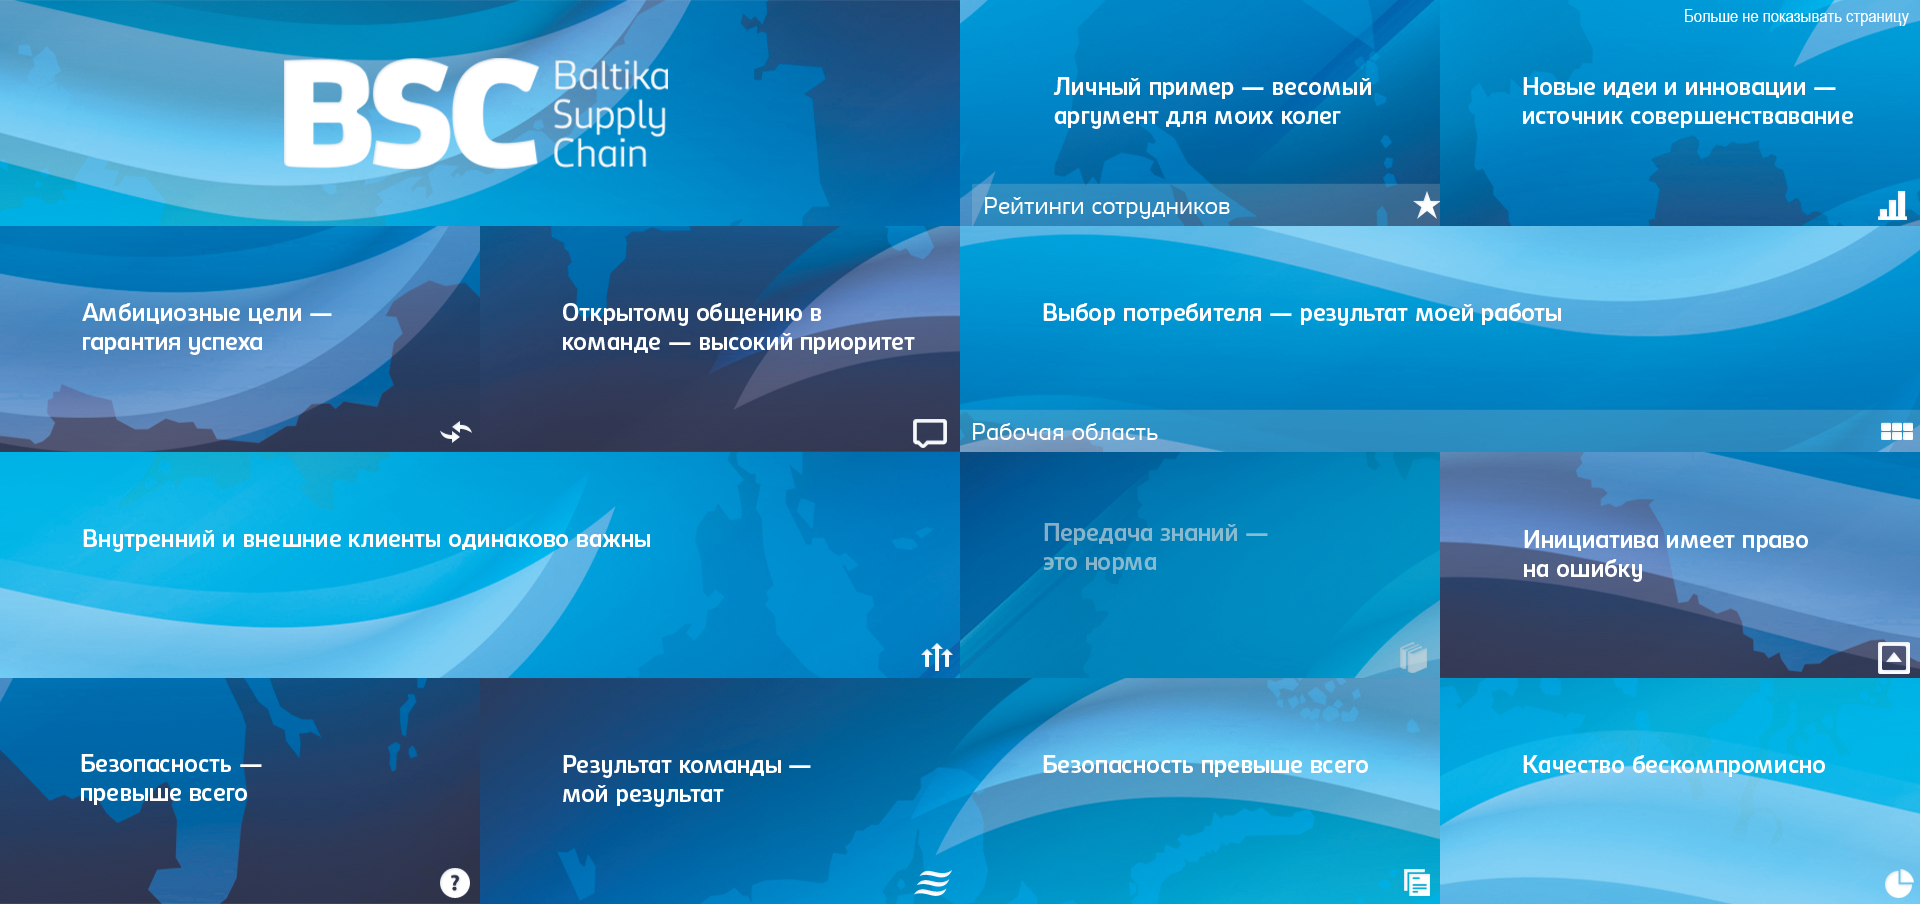 Больше не показывать страницу
BSC
Baltika
Supply
Chain
Личный пример — весомый
аргумент для моих колег
Рейтинги сотрудников
Новые идеи и инновации —
источник совершенствавание
Амбициозные цели —
гарантия успеха
Открытому общению в
команде — высокий приоритет
Выбор потребителя — результат моей работы
Рабочая область
Внутренний и внешние клиенты одинаково важны
Передача знаний —
это норма
Инициатива имеет право
на ошибку
Безопасность —
превыше всего
?
Результат команды —
мой результат
Безопасность превыше всего
Качество бескомпромисно